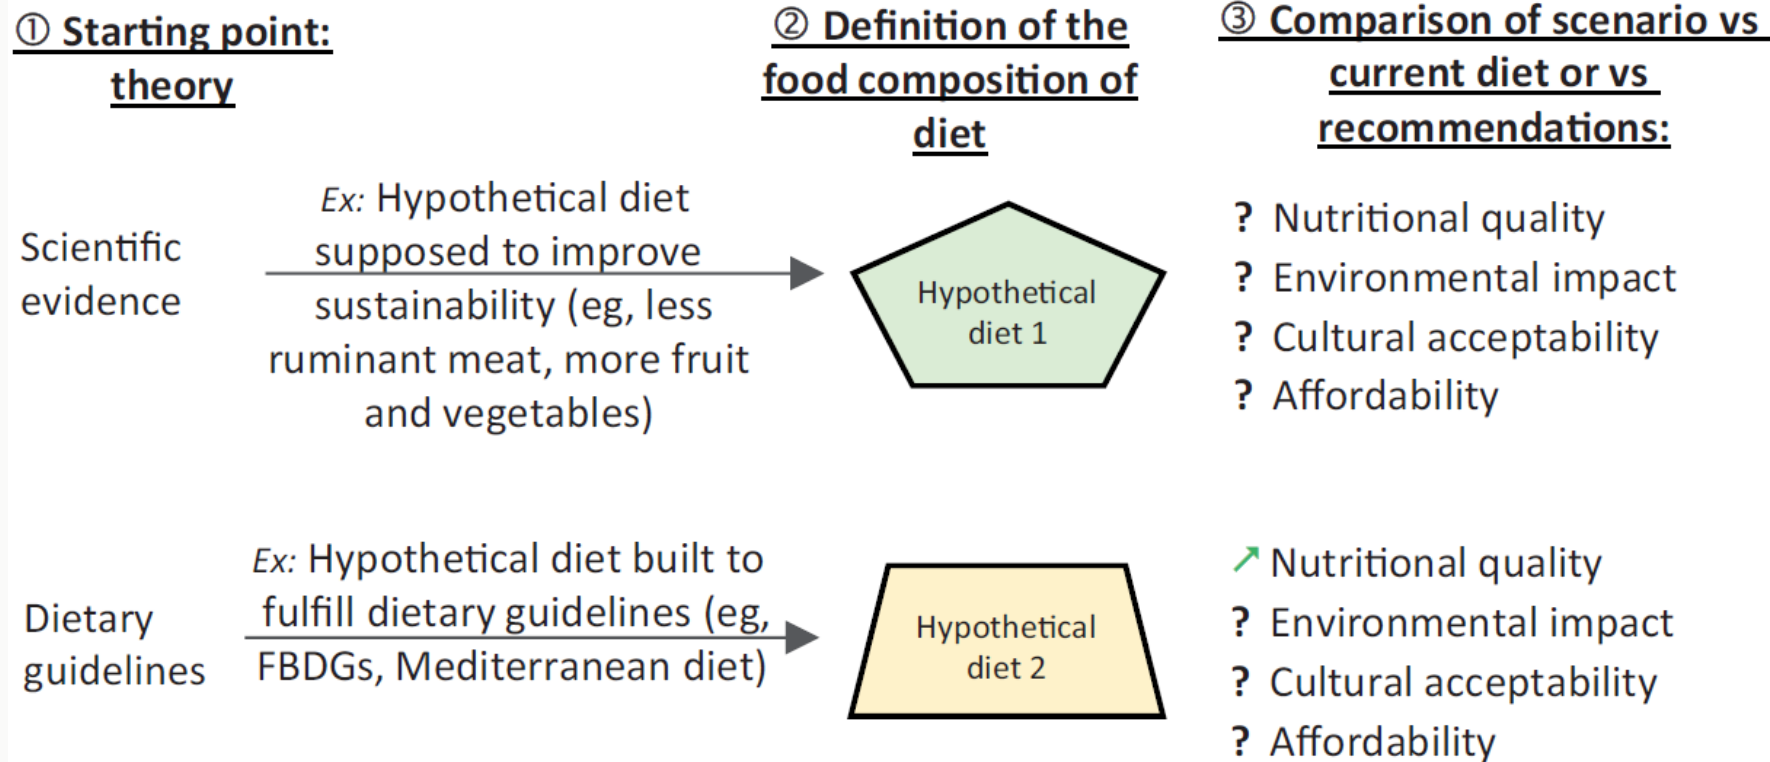 ① Starting point:
theory
② Definition of the
food composition of
diet
③ Comparison of scenario vs
current diet or vs
recommendations:
Scientific
evidence
Ex: Hypothetical diet
supposed to improve
sustainability (eg, less
ruminant meat, more fruit
and vegetables)
Hypothetical
diet 1
? Nutritional quality
? Environmental impact
? Cultural acceptability
? Affordability
Dietary
guidelines
Ex: Hypothetical diet built to
fulfill dietary guidelines (eg,
FBDGs, Mediterranean diet)
Hypothetical
diet 2
↗ Nutritional quality
? Environmental impact
? Cultural acceptability
? Affordability